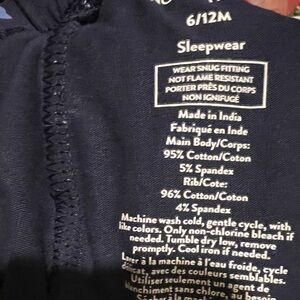 6/12M
Sleepwear
WEAR SNUG FITTING
NOT FLAME RESISTANT
PORTER PRÈS DU CORPS
NON IGNIFUGÉ
Made in India
Fabriqué en Inde
Main Body/Corps:
95% Cotton/Coton
5% Spandex
Rib/Cote:
96% Cotton/Coton
4% Spandex
Machine wash cold, gentle cycle, with
like colors. Only non-chlorine bleach if
needed. Tumble dry low, remove
promptly. Cool iron if needed.
Laver à la machine à l'eau froide, cycle
délicat, avec des couleurs semblables.
Utiliser seulement un agent de
blanchiment sans chlore, au besoin.